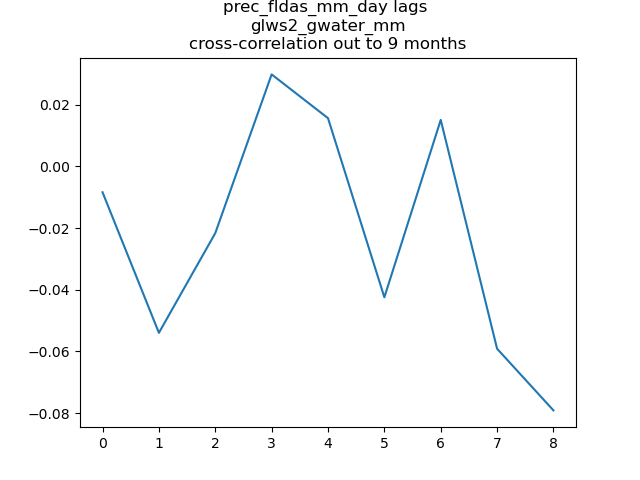 prec_fldas_mm_day lags
glws2_gwater_mm
cross-correlation out to 9 months
0.02
0.00
−0.02
−0.04
−0.06
−0.08
0 1 2 3 4 5 6 7 8